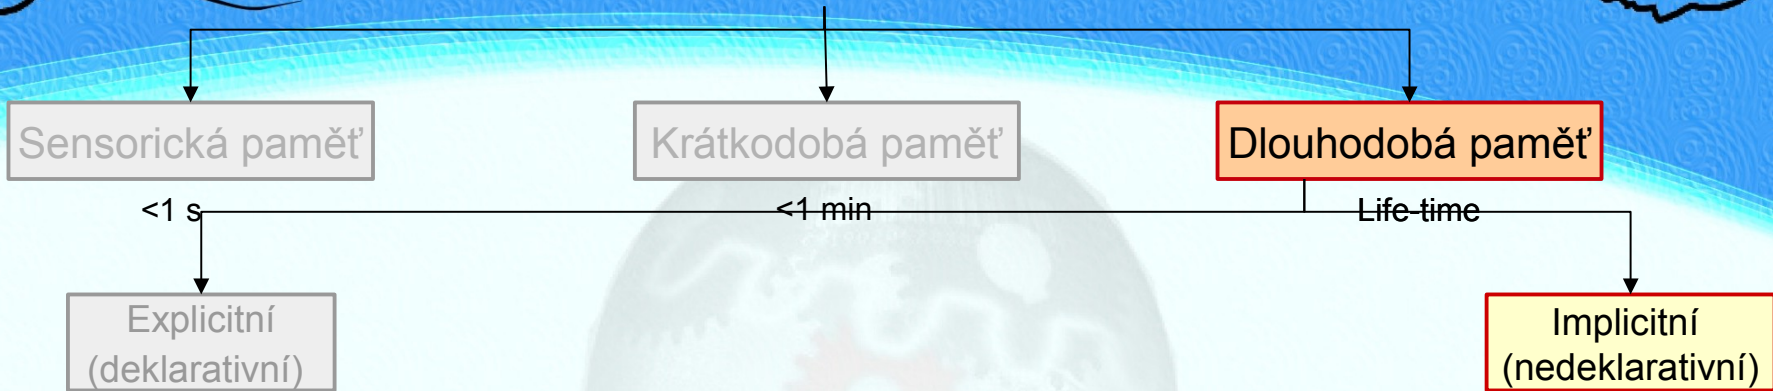 Sensorická paměť
Krátkodobá paměť
Dlouhodobá paměť
<1 s
<1 min
Life-time
Explicitní
(deklarativní)
Implicitní
(nedeklarativní)